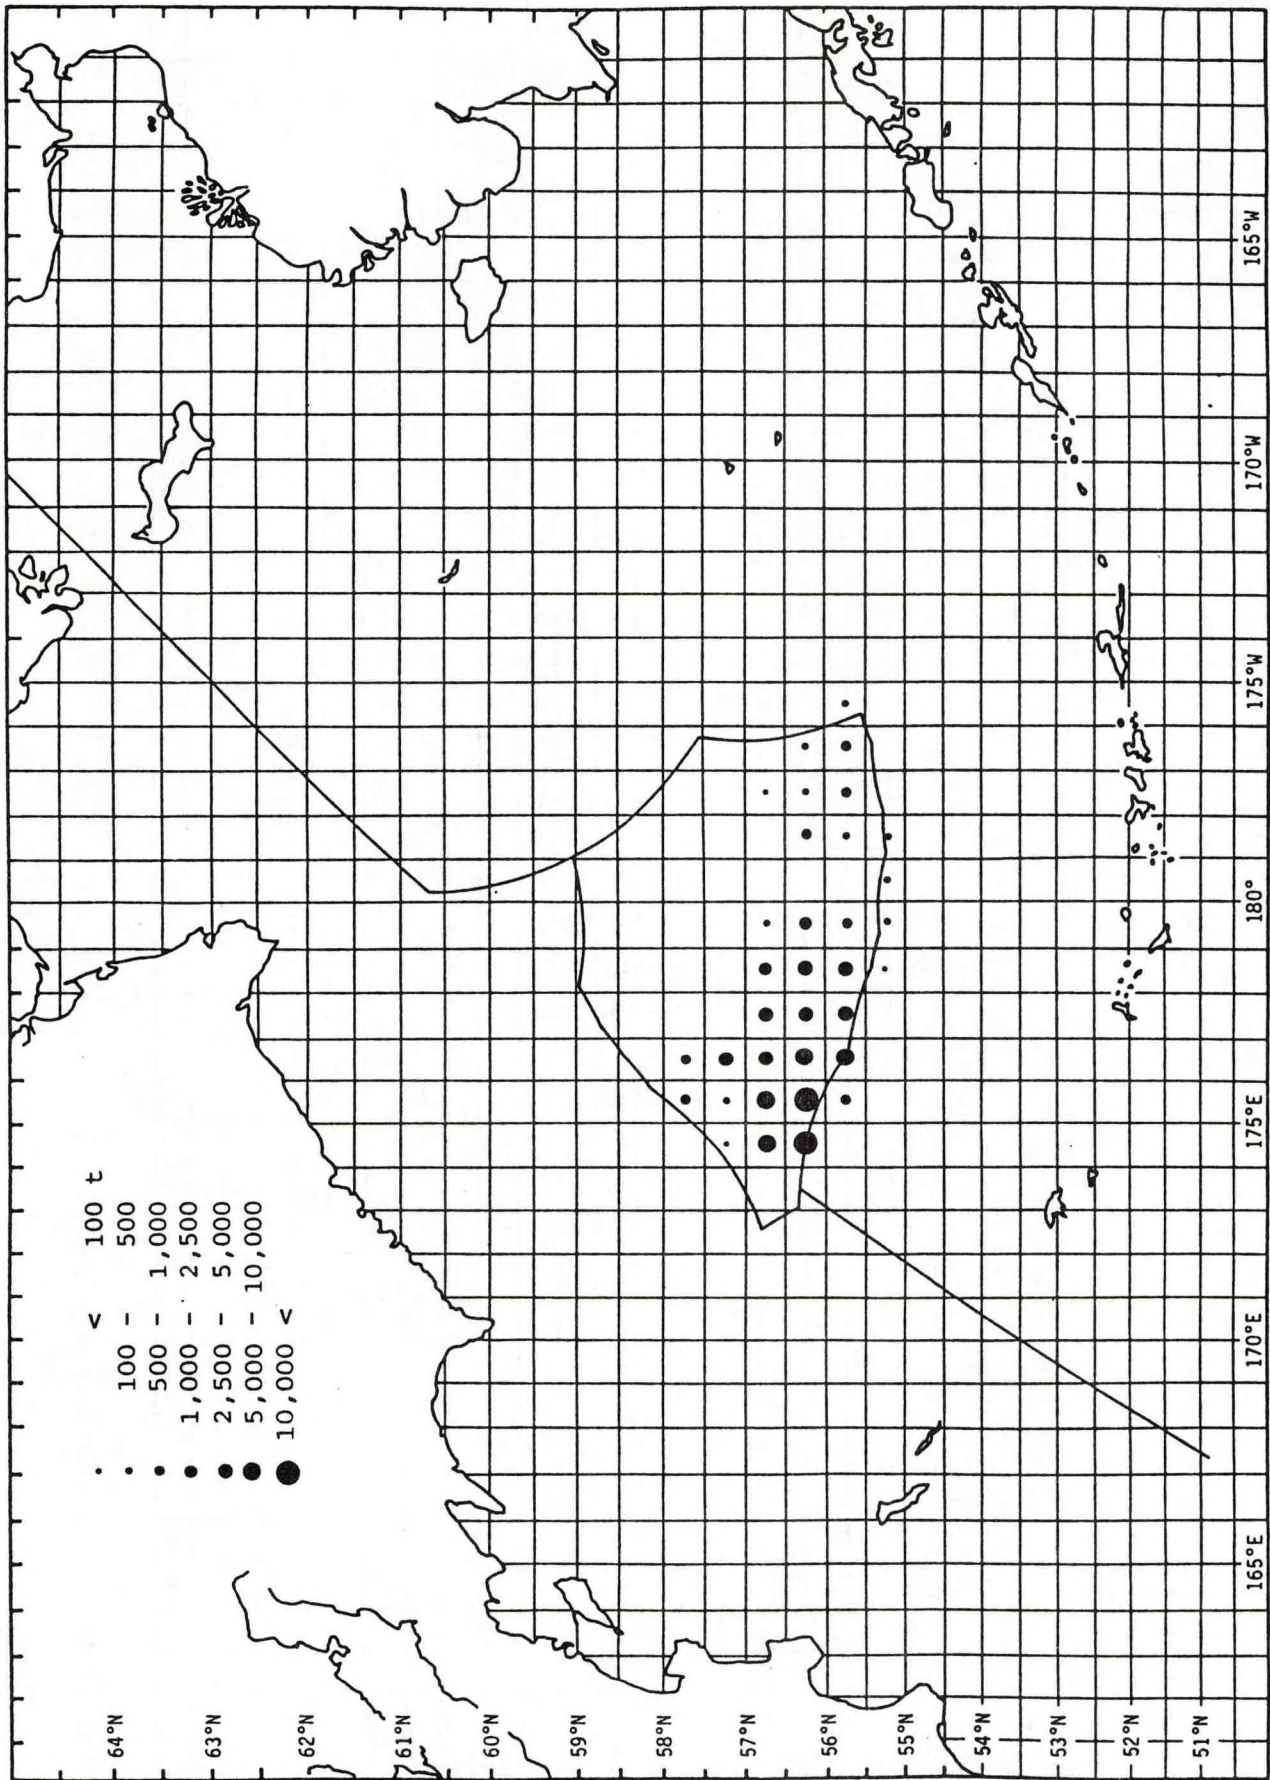 < 100 t
100 - 500
500 - 1,000
1,000 - 2,500
2,500 - 5,000
5,000 - 10,000
10,000 <
64°N
63°N
62°N
61°N
60°N
59°N
58°N
57°N
56°N
55°N
54°N
53°N
52°N
51°N
165°E
170°E
175°E
180°
175°W
170°W
165°W